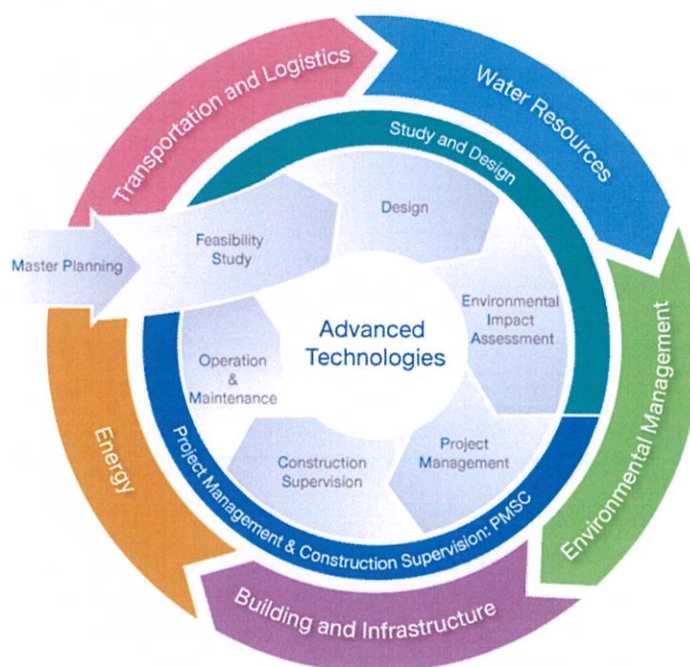 Transportation and Logistics
Water Resources
Study and Design
Design
Feasibility
Study
Master Planning
Environmental
Impact
Assessment
Advanced
Technologies
Operation
&
Maintenance
Project
Management
Construction
Supervision
Energy
Environmental Management
Project Management & Construction Supervision: PMSC
Building and Infrastructure